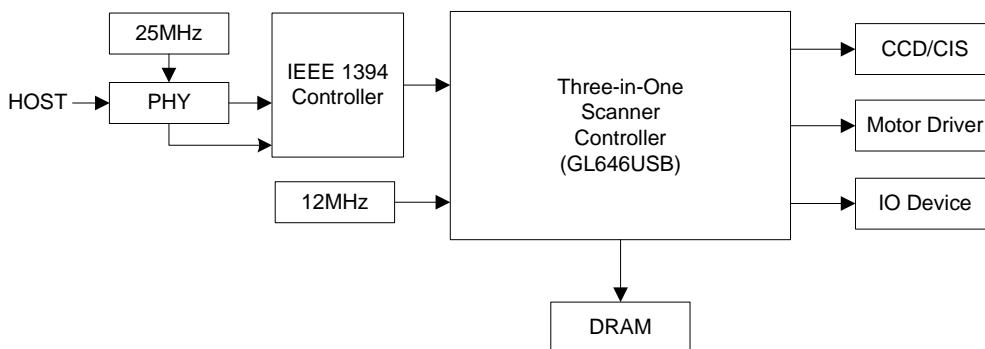 25MHz
HOST
PHY
IEEE 1394
Controller
12MHz
Three-in-One
Scanner
Controller
(GL646USB)
CCD/CIS
Motor Driver
IO Device
DRAM